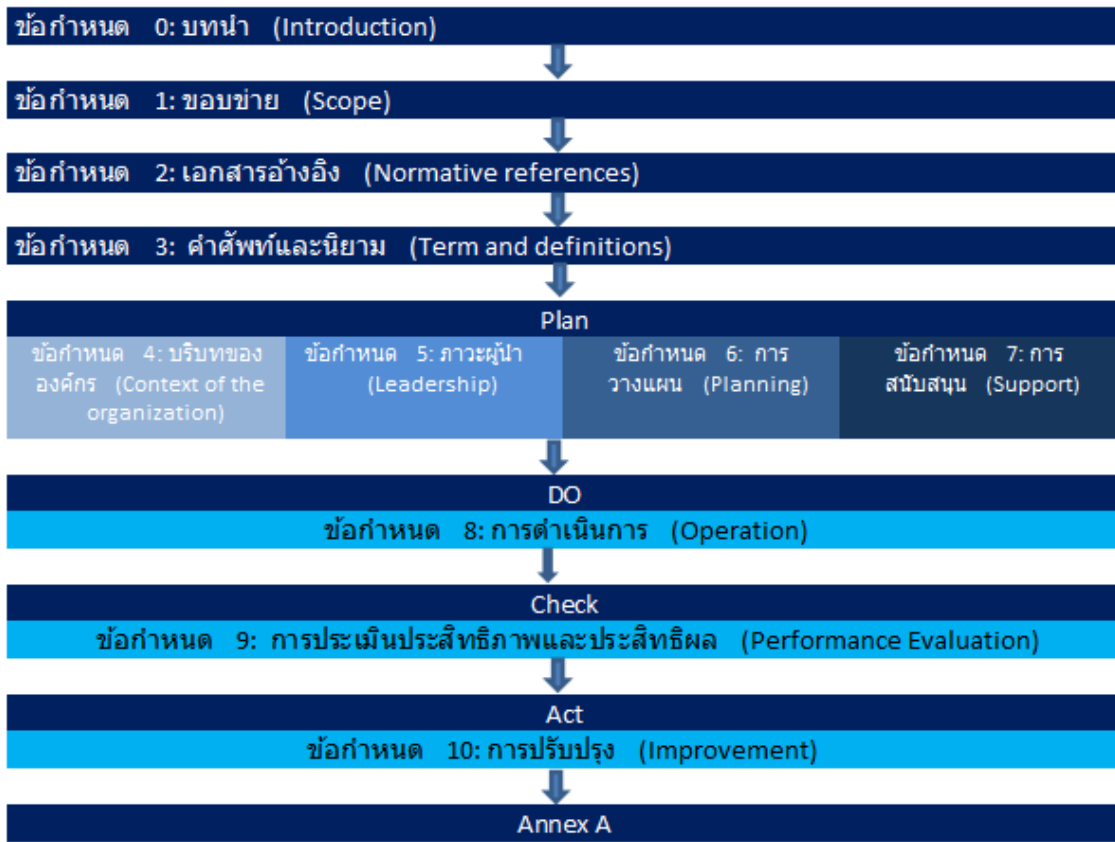 ข้อกำหนด 0: บทนำ (Introduction)
ข้อกำหนด 1: ขอบข่าย (Scope)
ข้อกำหนด 2: เอกสารอ้างอิง (Normative references)
ข้อกำหนด 3: คำศัพท์และนิยาม (Term and definitions)
Plan
ข้อกำหนด 4: บริบทของ
องค์กร (Context of the
organization)
ข้อกำหนด 5: ภาวะผู้นำ
(Leadership)
ข้อกำหนด 6: การ
วางแผน (Planning)
ข้อกำหนด 7: การ
สนับสนุน (Support)
DO
ข้อกำหนด 8: การดำเนินการ (Operation)
Check
ข้อกำหนด 9: การประเมินประสิทธิภาพและประสิทธิผล (Performance Evaluation)
Act
ข้อกำหนด 10: การปรับปรุง (Improvement)
Annex A